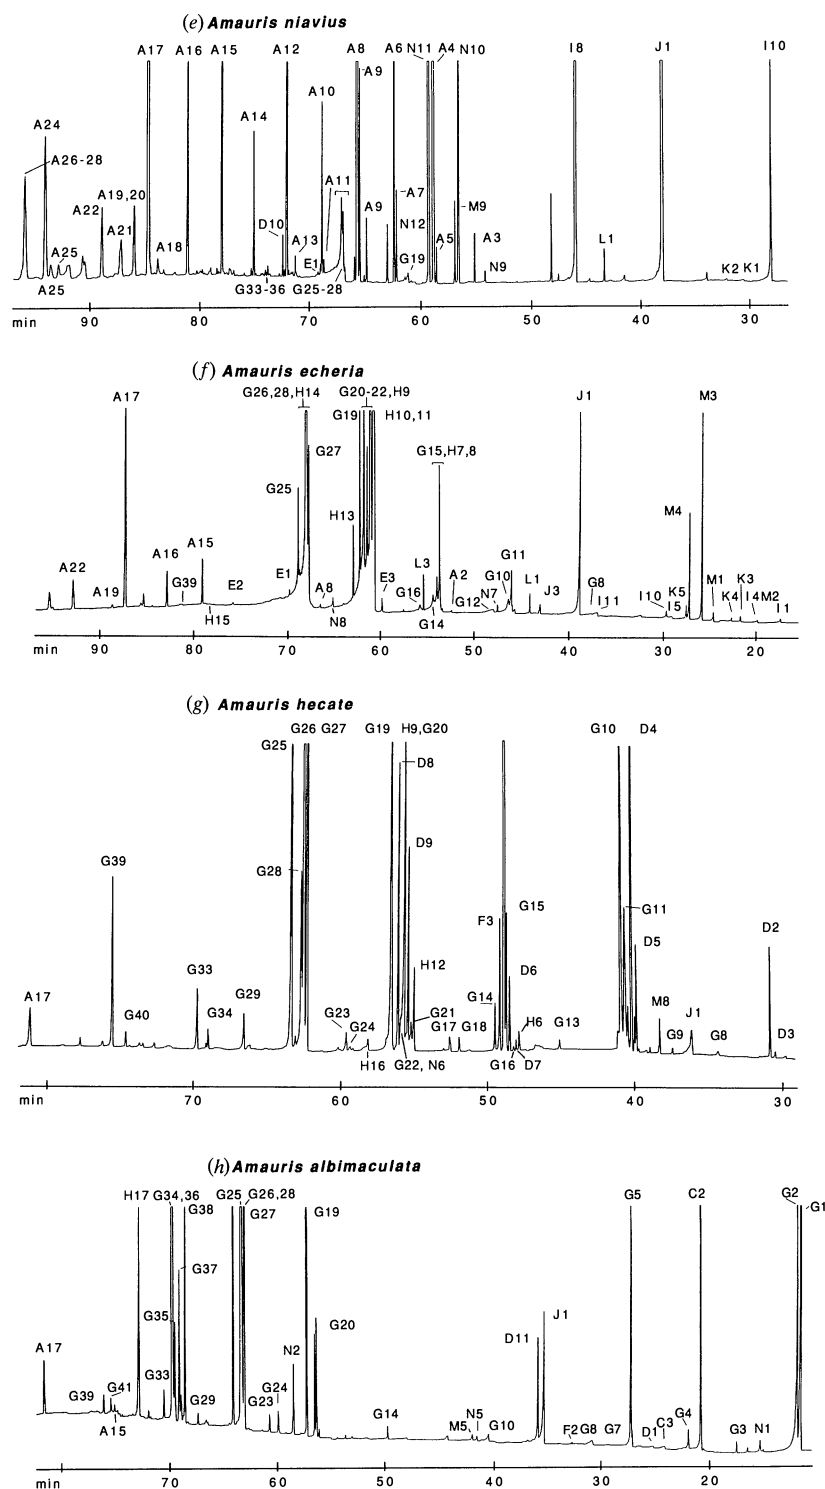 (e) Amauris niavius
A17 A16 A15 A12 A8 A6 N11 A4 N10 I8 J1 I10
A9
A10
A14
A24
A26-28
A11
A19,20
A7
A22
A9
M9
D10
N12
A21
A13
A5
A3
L1
A18
A25
E1
G19
N9
K2 K1
A25
G33-36 G25-28
min 90 80 70 60 50 40 30
(f) Amauris echeria
G26,28,H14 G20-22,H9
A17
J1
M3
G19
H10,11
G27
G15,H7,8
G25
H13
M4
A16
A15
G11
A22
L3
A2
G10
E1
E3
G39
E2
A8
G16
N7
L1
G8
K5
M1
K3
A19
G12
J3
I11
I10
I5
K4
I4 M2
I1
H15
N8
G14
min 90 80 70 60 50 40 30 20
(g) Amauris hecate
G26 G27 G19 H9,G20 G10 D4
G25
D8
D9
G39
G28
F3
G15
G11
D2
D5
H12
D6
G33
A17
G29
G14
M8
G40
G34
G23
G21
H6
J1
G24
G17
G18
G13
G9
G8
D3
H16
G22, N6
G16
D7
min 70 60 50 40 30
(h) Amauris albimaculata
H17 G34,36 G25 G26,28 G5 C2 G2
G38
G27
G19
G1
G37
G35
G20
J1
D11
A17
N2
G33
G41
G24
G39
G29
G23
G14
N5
G4
A15
M5
G10
F2
G8
G7
D1
C3
G3
N1
min 70 60 50 40 30 20